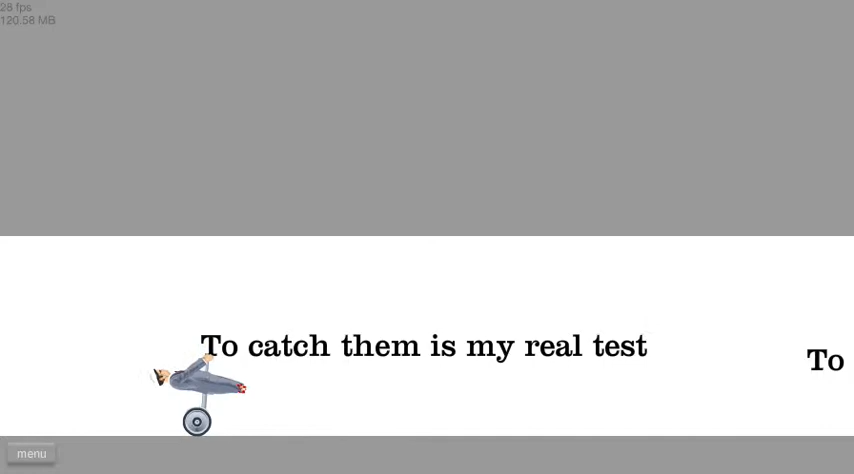 28 fps
120.58 MB
To catch them is my real test
To
menu